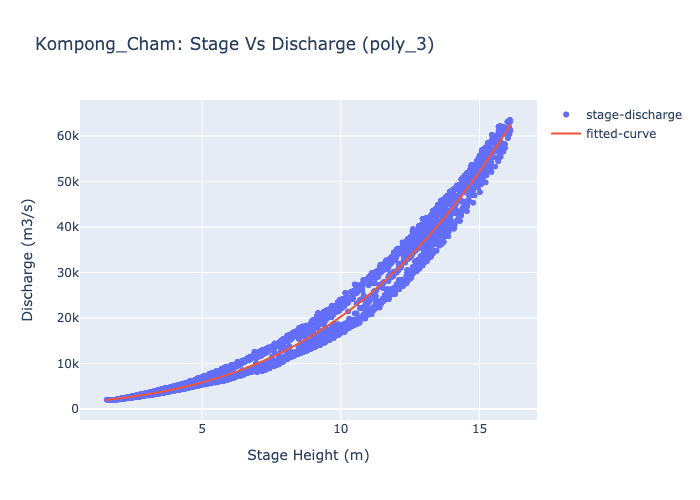 Kompong_Cham: Stage Vs Discharge (poly_3)
stage-discharge
fitted-curve
60k
50k
40k
30k
20k
10k
0
5
10
15
Discharge (m3/s)
Stage Height (m)